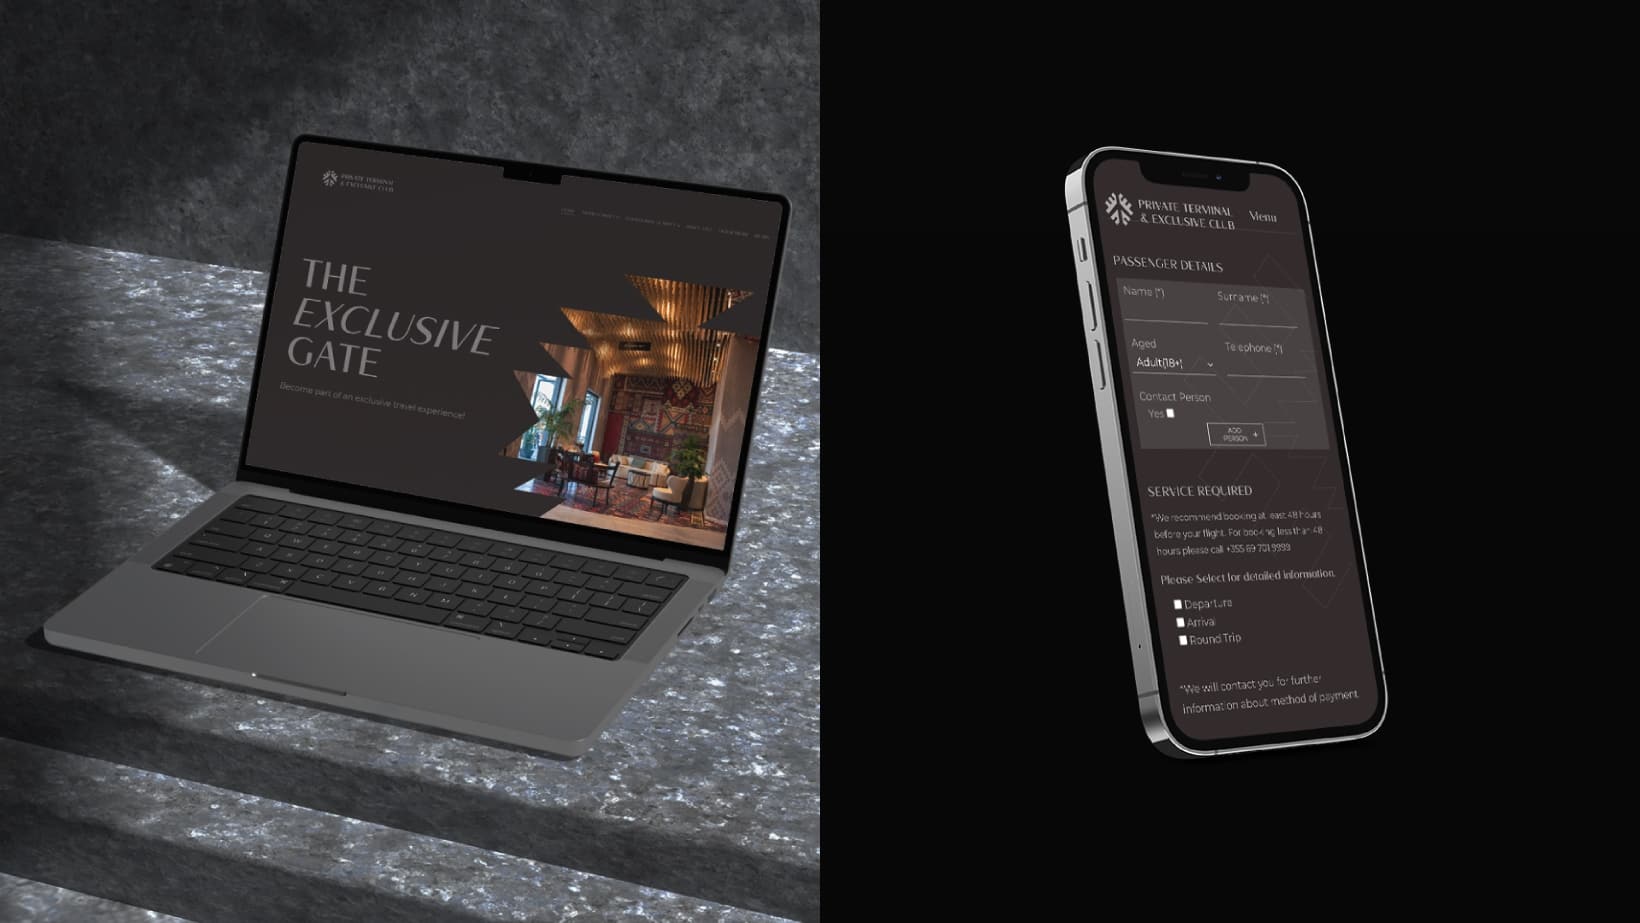 PRIVATE TERMINAL
& EXCLUSIVE CLUB
THE
EXCLUSIVE
GATE
Become part of an exclusive travel experience!
PRIVATE TERMINAL
& EXCLUSIVE CLUB
Menu
PASSENGER DETAILS
Name (*)
Surname (*)
Aged
Adult(18+)
Telephone (*)
Contact Person
Yes
ADD
PERSON +
SERVICE REQUIRED
*We recommend booking at least 48 hours
before your flight. For booking less than 48
hours please call +355 69 701 9999
Please Select for detailed information.
Departure
Arrival
Round Trip
*We will contact you for further
information about method of payment.